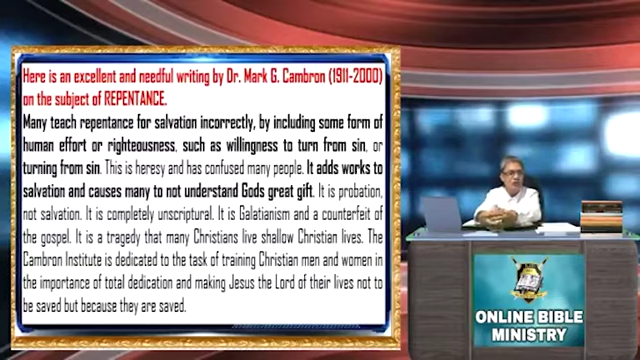 Here is an excellent and needful writing by Dr. Mark G. Cambron (1911-2000)
on the subject of REPENTANCE.
Many teach repentance for salvation incorrectly, by including some form of
human effort or righteousness, such as willingness to turn from sin, or
turning from sin. This is heresy and has confused many people. It adds works to
salvation and causes many to not understand Gods great gift. It is probation,
not salvation. It is completely unscriptural. It is Galatianism and a counterfeit of
the gospel. It is a tragedy that many Christians live shallow Christian lives. The
Cambron Institute is dedicated to the task of training Christian men and women in
the importance of total dedication and making Jesus the Lord of their lives not to
be saved but because they are saved.
ONLINE BIBLE
MINISTRY